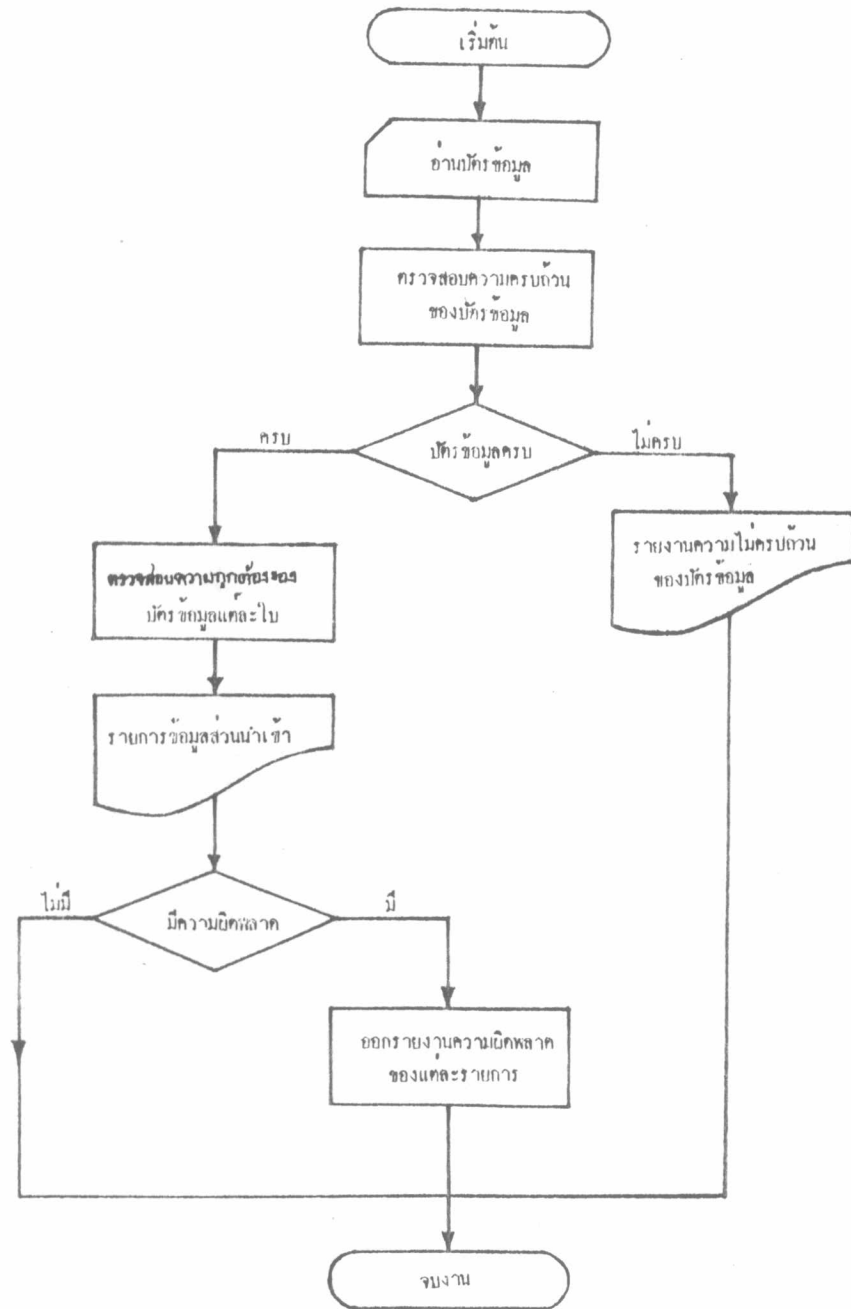 เริ่มต้น
อ่านบัตรข้อมูล
ตรวจสอบความครบถ้วน
ของบัตรข้อมูล
บัตรข้อมูลครบ
ครบ
ไม่ครบ
ตรวจสอบความถูกต้องของ
บัตรข้อมูลแต่ละใบ
รายงานความไม่ครบถ้วน
ของบัตรข้อมูล
รายการข้อมูลส่วนนำเข้า
มีความผิดพลาด
ไม่มี
มี
ออกรายงานความผิดพลาด
ของแต่ละรายการ
จบงาน